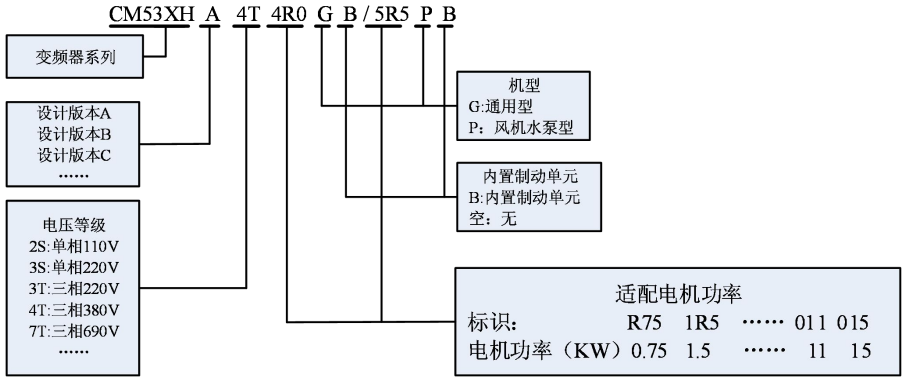 CM53XH A 4T 4R0 G B / 5R5 P B
变频器系列
设计版本A
设计版本B
设计版本C
······
电压等级
2S:单相110V
3S:单相220V
3T:三相220V
4T:三相380V
7T:三相690V
······
机型
G:通用型
P：风机水泵型
内置制动单元
B:内置制动单元
空：无
适配电机功率
标识： R75 1R5 ······ 011 015
电机功率（KW）0.75 1.5 ······ 11 15